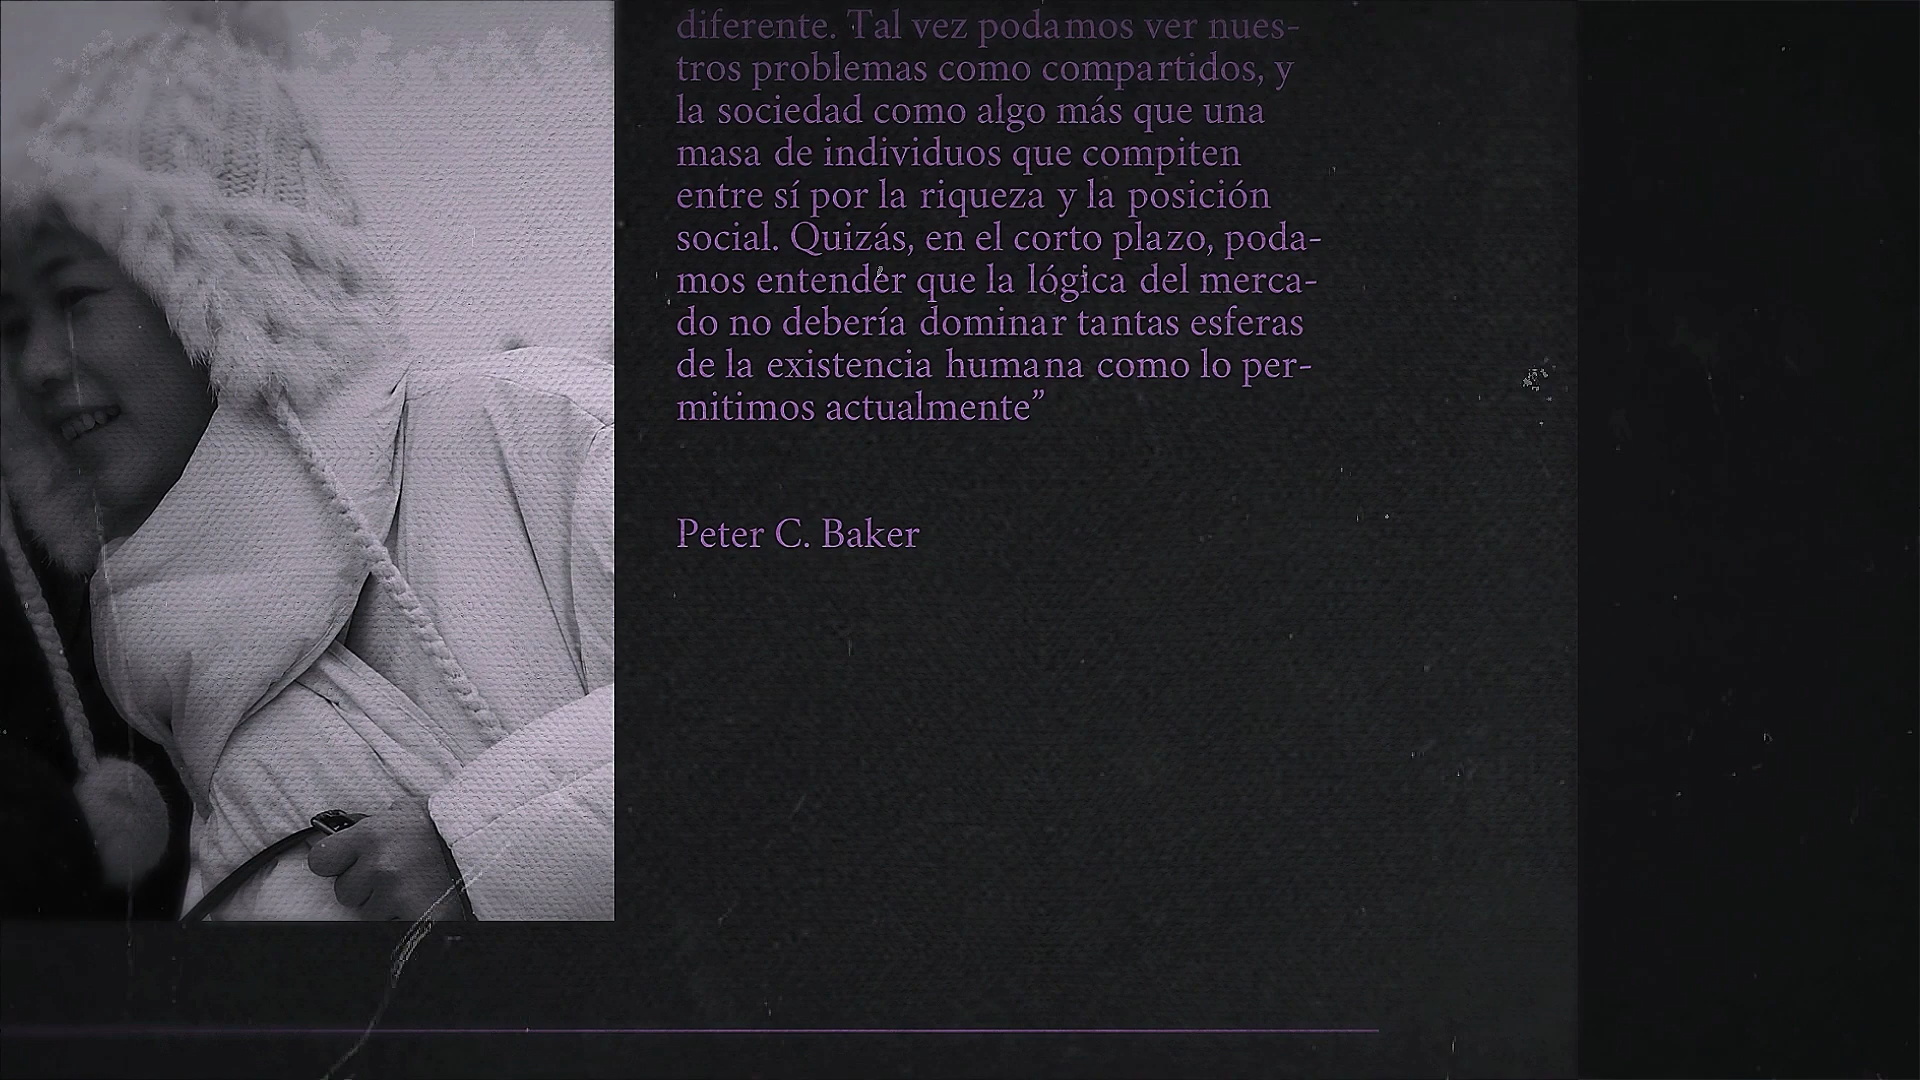 diferente. Tal vez podamos ver nues-
tros problemas como compartidos, y
la sociedad como algo más que una
masa de individuos que compiten
entre sí por la riqueza y la posición
social. Quizás, en el corto plazo, poda-
mos entender que la lógica del merca-
do no debería dominar tantas esferas
de la existencia humana como lo per-
mitimos actualmente”
Peter C. Baker